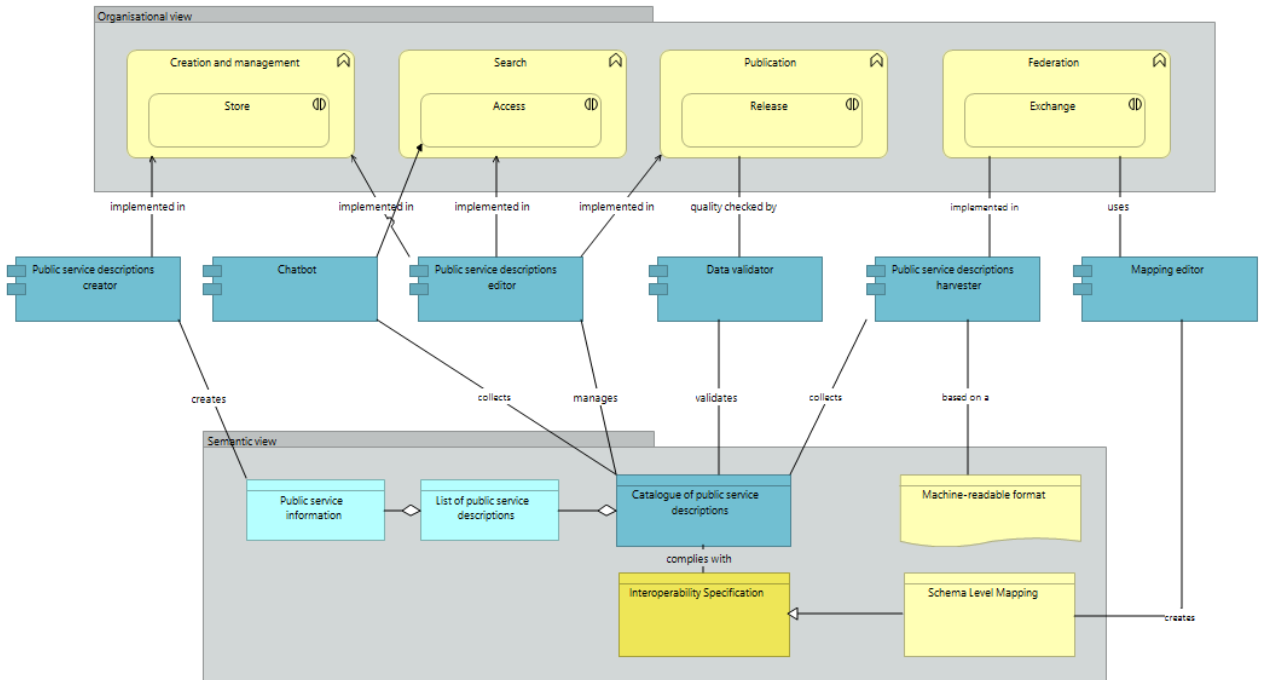 Organisational view
Creation and management
Search
Publication
Federation
Store
Access
Release
Exchange
implemented in
implemented in
implemented in
implemented in
quality checked by
implemented in
uses
Public service descriptions
creator
Chatbot
Public service descriptions
editor
Data validator
Public service descriptions
harvester
Mapping editor
creates
collects
manages
validates
collects
based on a
Semantic view
Public service
information
List of public service
descriptions
Catalogue of public service
descriptions
Machine-readable format
complies with
Interoperability Specification
Schema Level Mapping
creates